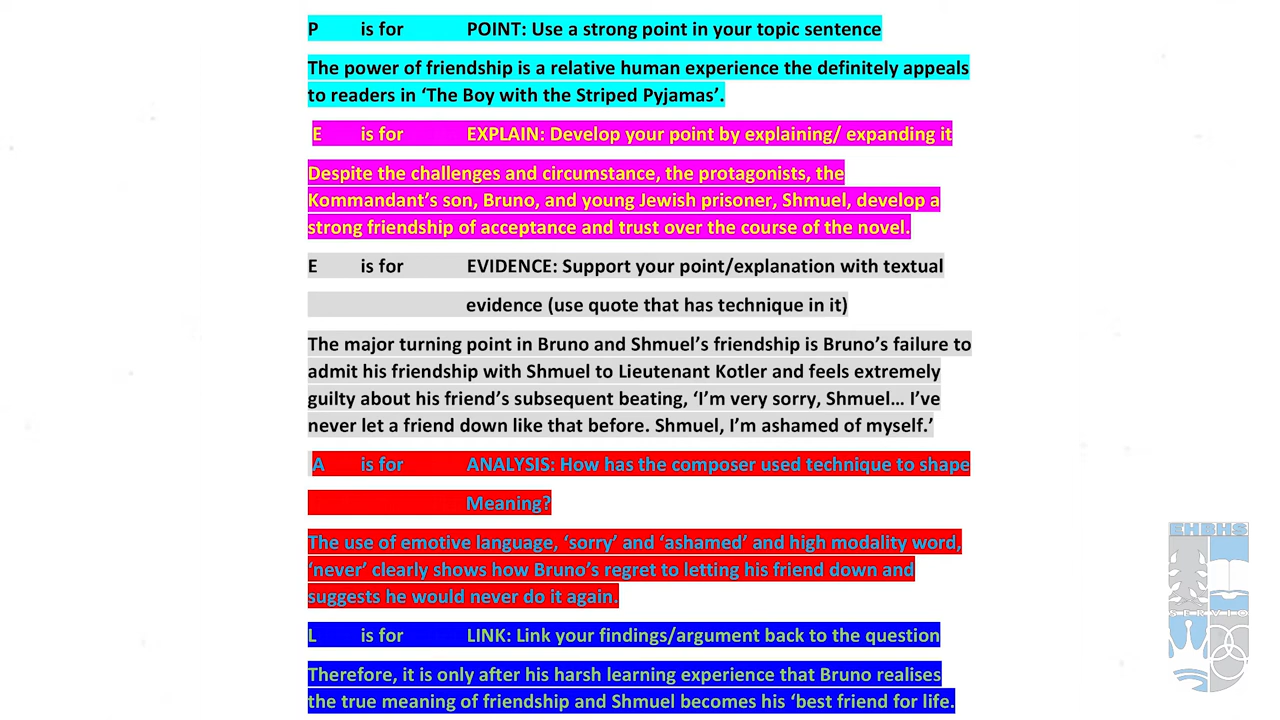 P is for POINT: Use a strong point in your topic sentence
The power of friendship is a relative human experience the definitely appeals
to readers in ‘The Boy with the Striped Pyjamas’.
E is for EXPLAIN: Develop your point by explaining/ expanding it
Despite the challenges and circumstance, the protagonists, the
Kommandant’s son, Bruno, and young Jewish prisoner, Shmuel, develop a
strong friendship of acceptance and trust over the course of the novel.
E is for EVIDENCE: Support your point/explanation with textual
evidence (use quote that has technique in it)
The major turning point in Bruno and Shmuel’s friendship is Bruno’s failure to
admit his friendship with Shmuel to Lieutenant Kotler and feels extremely
guilty about his friend’s subsequent beating, ‘I’m very sorry, Shmuel… I’ve
never let a friend down like that before. Shmuel, I’m ashamed of myself.’
A is for ANALYSIS: How has the composer used technique to shape
Meaning?
The use of emotive language, ‘sorry’ and ‘ashamed’ and high modality word,
‘never’ clearly shows how Bruno’s regret to letting his friend down and
suggests he would never do it again.
L is for LINK: Link your findings/argument back to the question
Therefore, it is only after his harsh learning experience that Bruno realises
the true meaning of friendship and Shmuel becomes his ‘best friend for life.
EHBHS
SERVIO